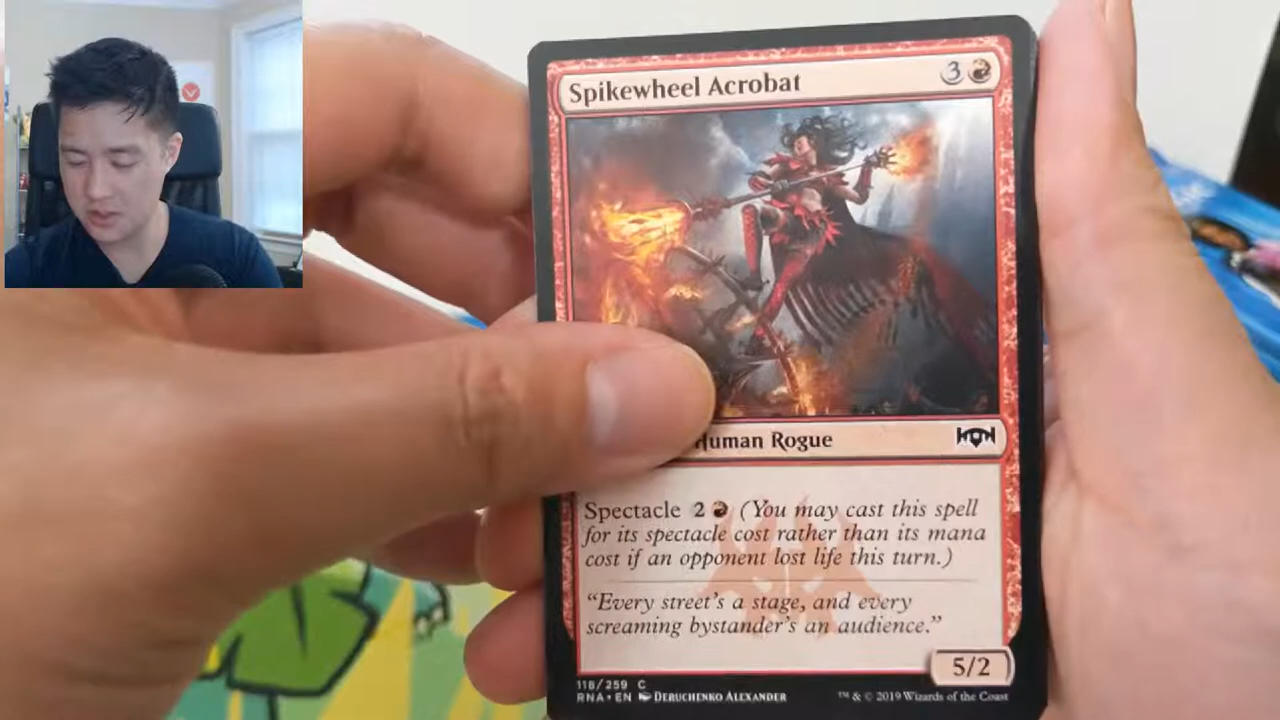 Spikewheel Acrobat 3
Human Rogue
Spectacle 2 (You may cast this spell
for its spectacle cost rather than its mana
cost if an opponent lost life this turn.)
“Every street's a stage, and every
screaming bystander's an audience.”
5/2
118/259 C
RNA • EN Deruchenko Alexander
™ & © 2019 Wizards of the Coast